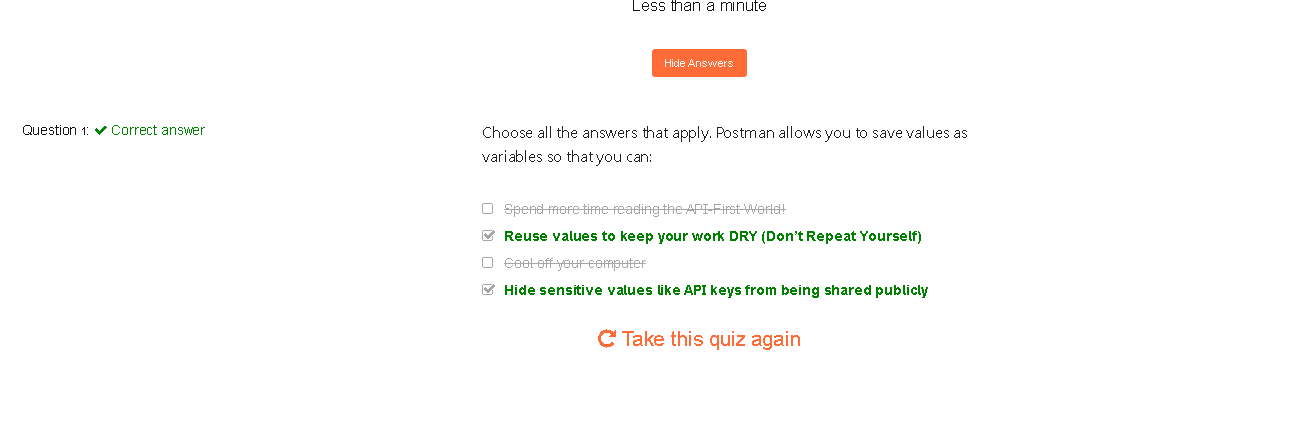 Less than a minute
Hide Answers
Question 1: Correct answer
Choose all the answers that apply. Postman allows you to save values as
variables so that you can:
Spend more time reading the API-First World!
Reuse values to keep your work DRY (Don't Repeat Yourself)
Cool off your computer
Hide sensitive values like API keys from being shared publicly
Take this quiz again